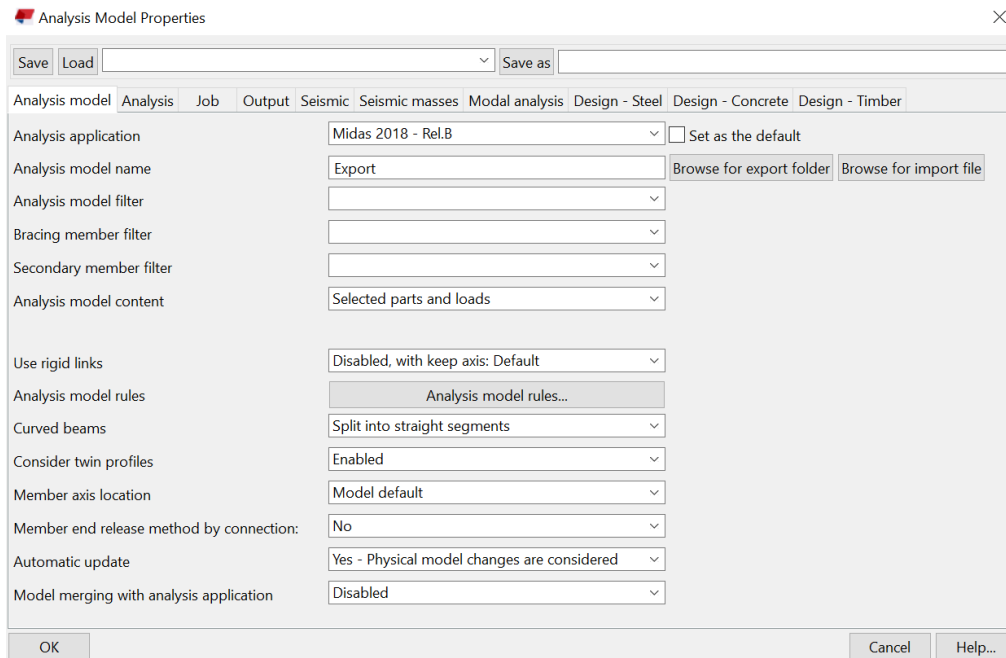 Analysis Model Properties
Save Load Save as
Analysis model Analysis Job Output Seismic Seismic masses Modal analysis Design - Steel Design - Concrete Design - Timber
Analysis application Midas 2018 - Rel.B Set as the default
Analysis model name Export Browse for export folder Browse for import file
Analysis model filter
Bracing member filter
Secondary member filter
Analysis model content Selected parts and loads
Use rigid links Disabled, with keep axis: Default
Analysis model rules Analysis model rules...
Curved beams Split into straight segments
Consider twin profiles Enabled
Member axis location Model default
Member end release method by connection: No
Automatic update Yes - Physical model changes are considered
Model merging with analysis application Disabled
OK Cancel Help...